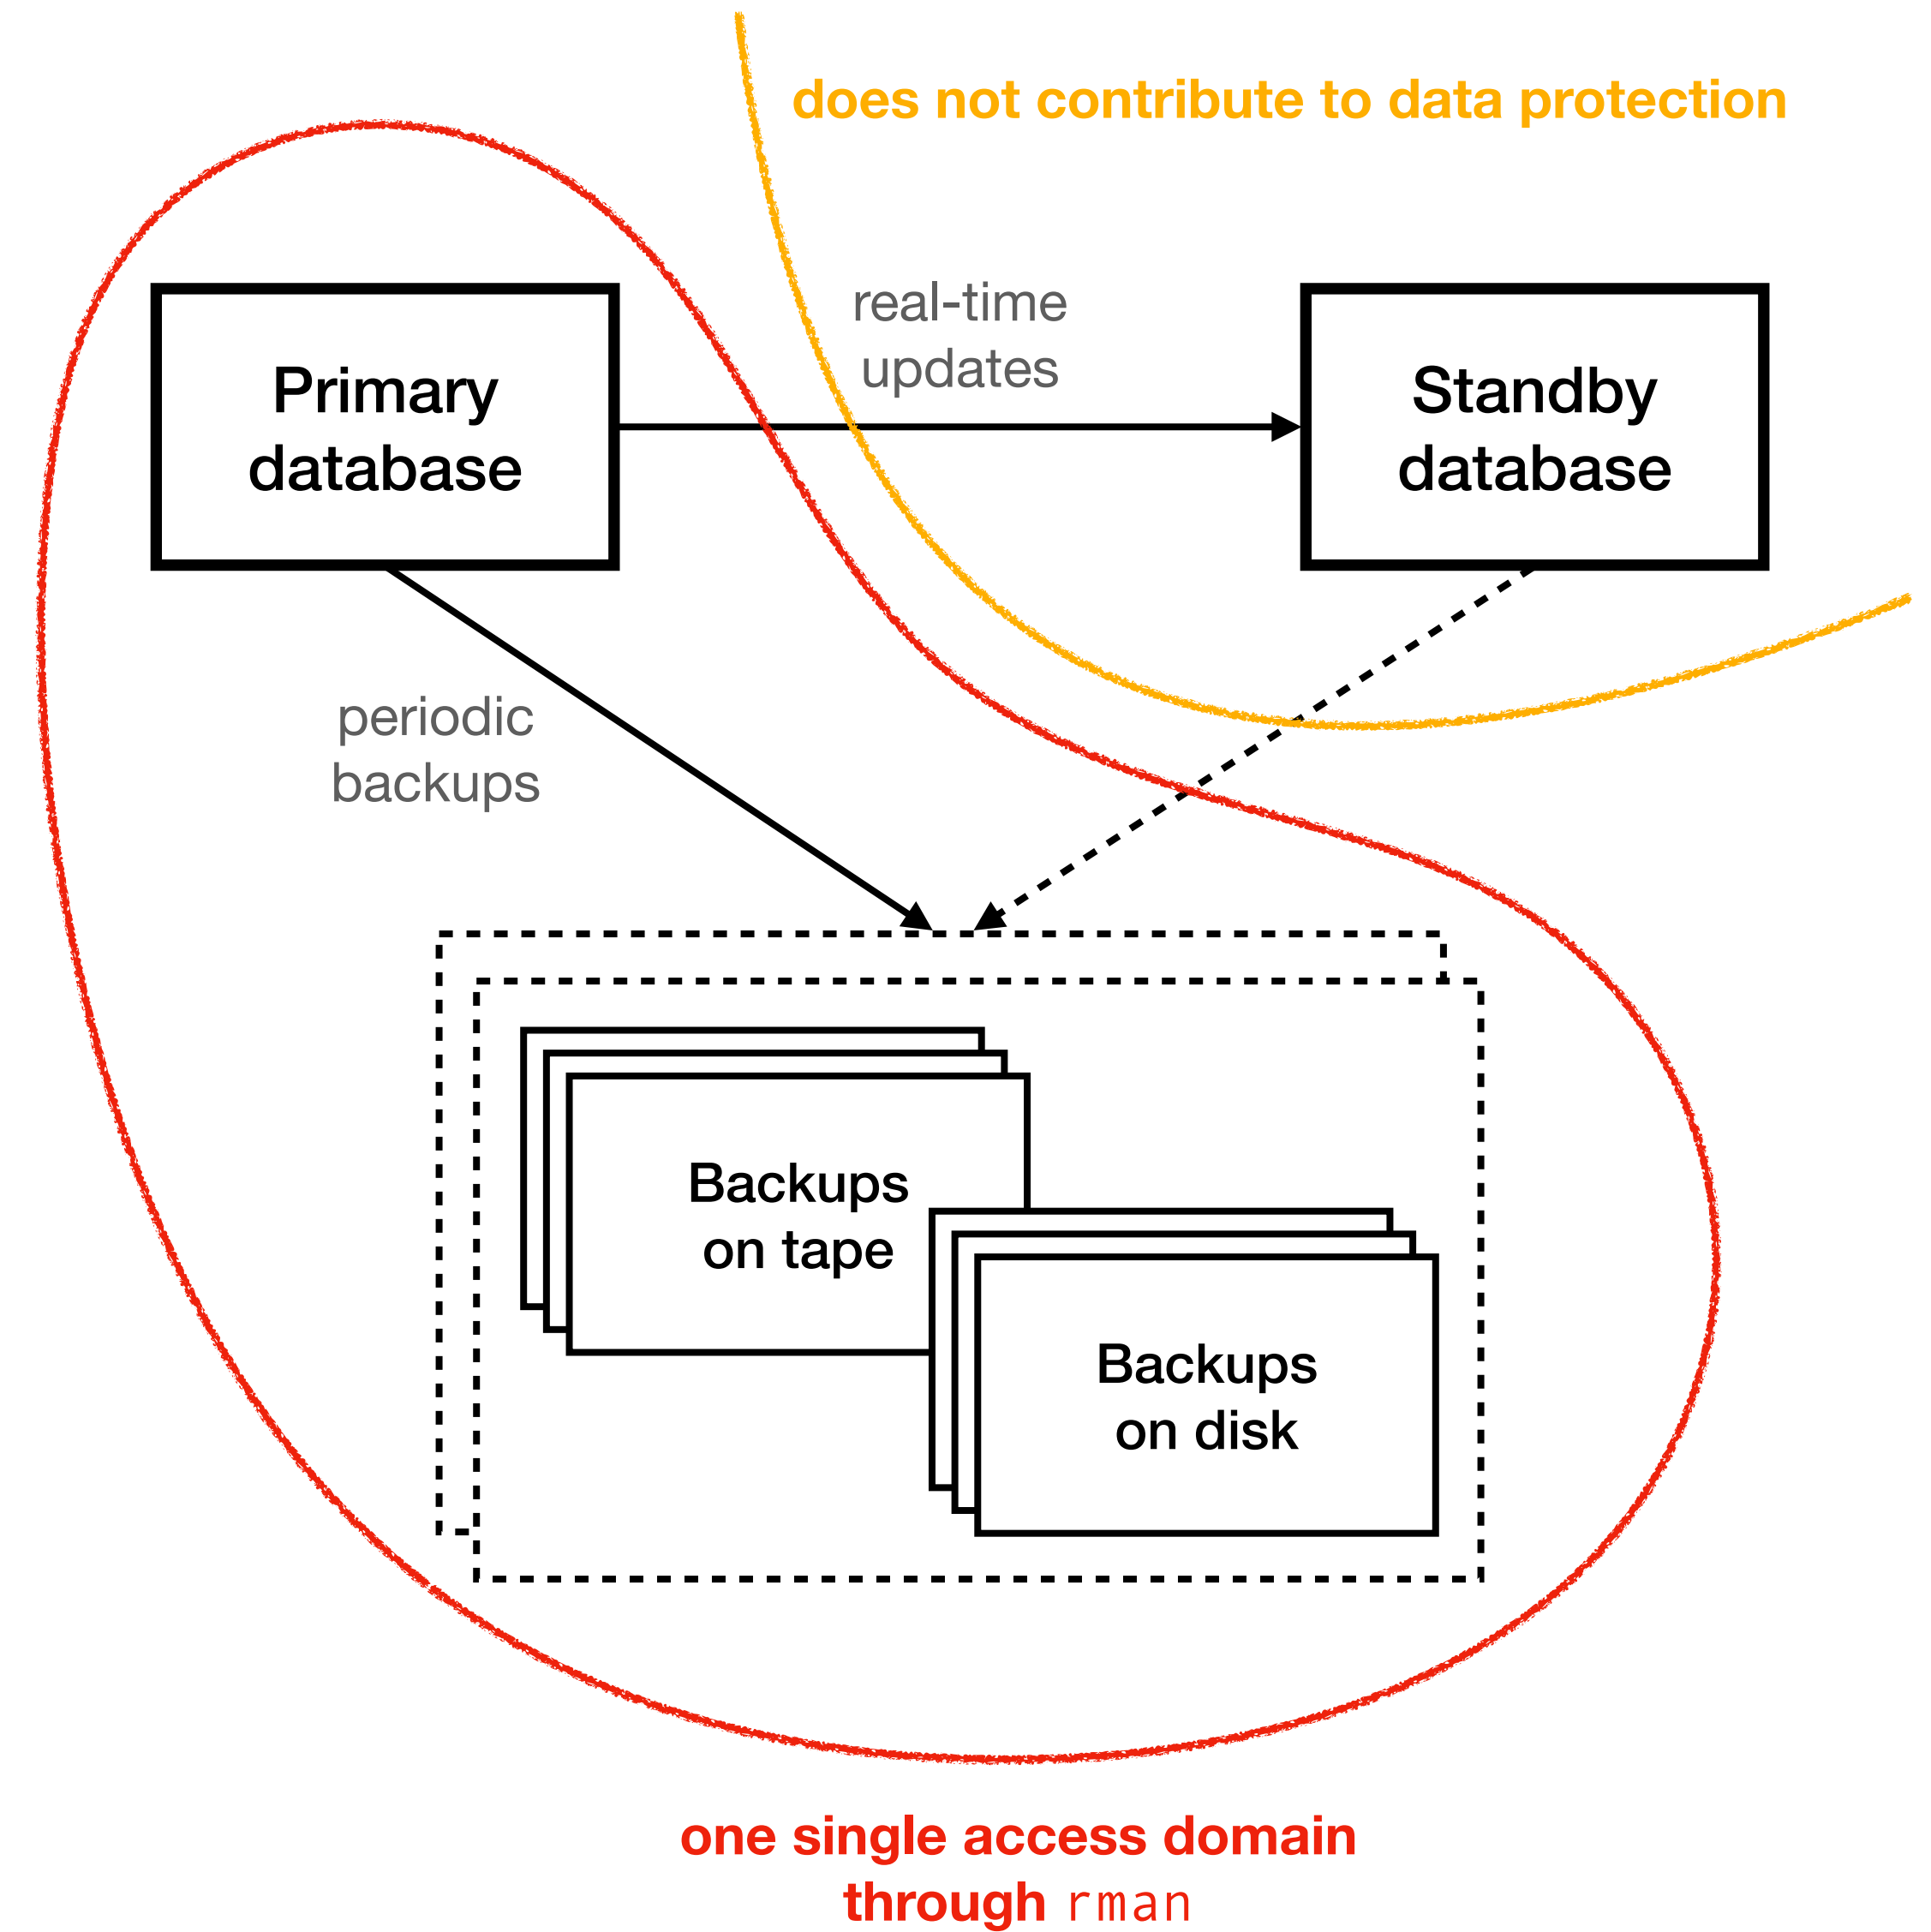 does not contribute to data protection
real-time
updates
Primary
database
Standby
database
periodic
backups
Backups
on tape
Backups
on disk
one single access domain
through rman